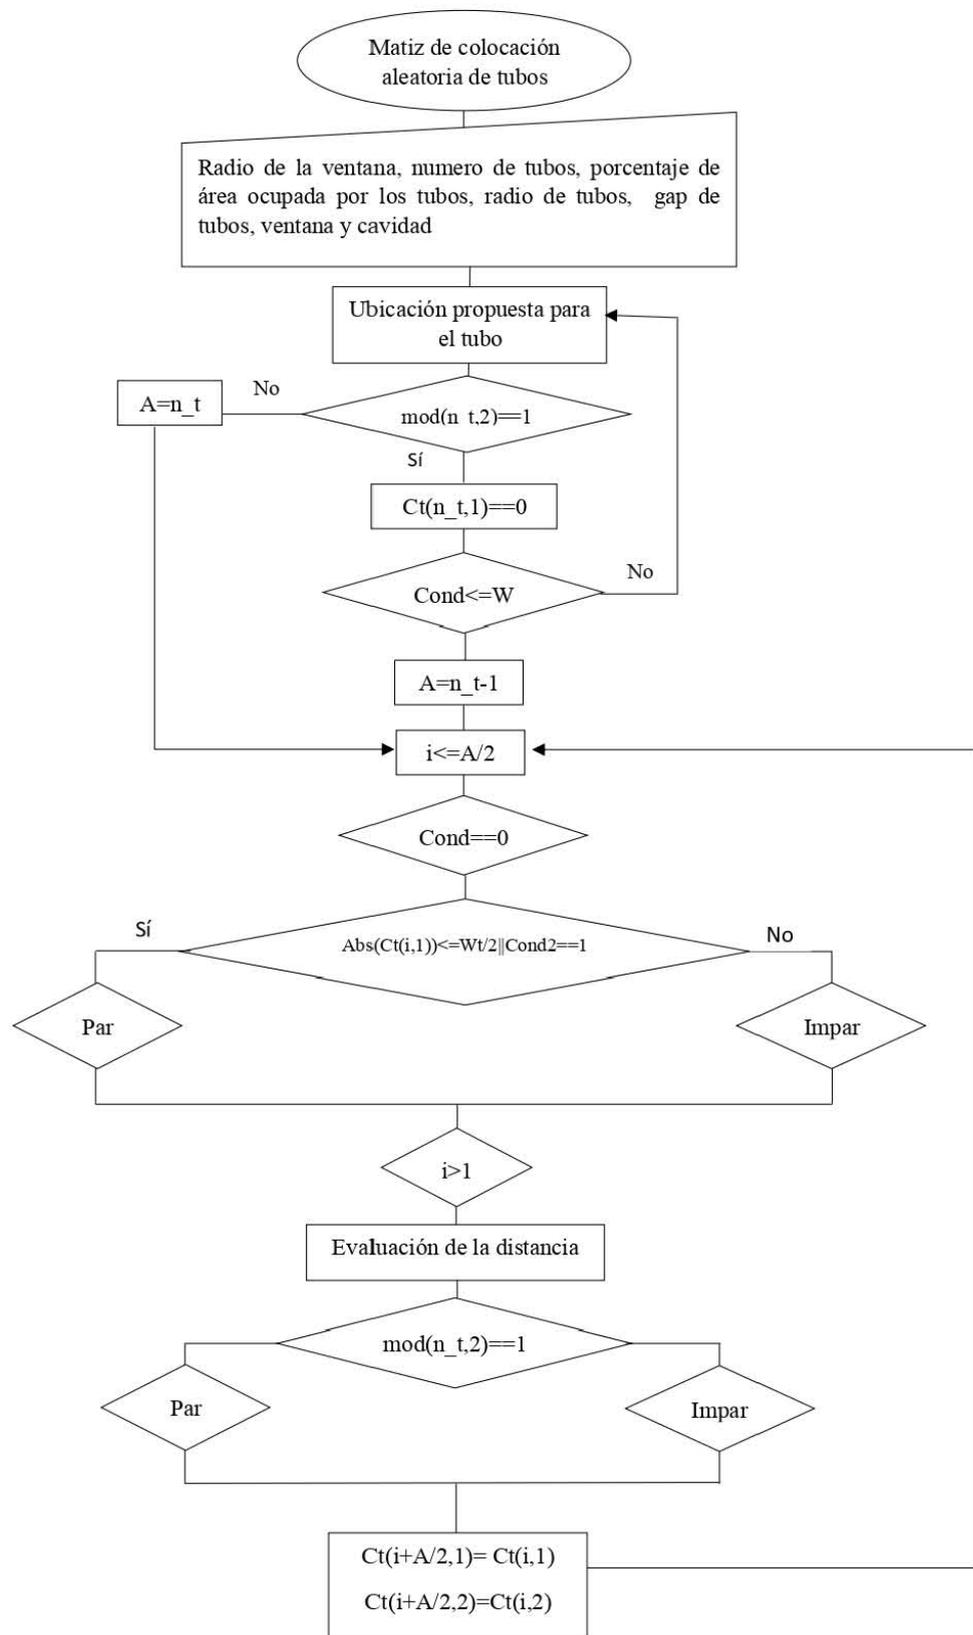 Matiz de colocación
aleatoria de tubos
Radio de la ventana, numero de tubos, porcentaje de
área ocupada por los tubos, radio de tubos, gap de
tubos, ventana y cavidad
Ubicación propuesta para
el tubo
No
A=n_t
mod(n_t,2)==1
Sí
Ct(n_t,1)==0
No
Cond<=W
A=n_t-1
i<=A/2
Cond==0
Sí
Abs(Ct(i,1))<=Wt/2||Cond2==1
No
Par
Impar
i>1
Evaluación de la distancia
mod(n_t,2)==1
Par
Impar
Ct(i+A/2,1)= Ct(i,1)
Ct(i+A/2,2)=Ct(i,2)